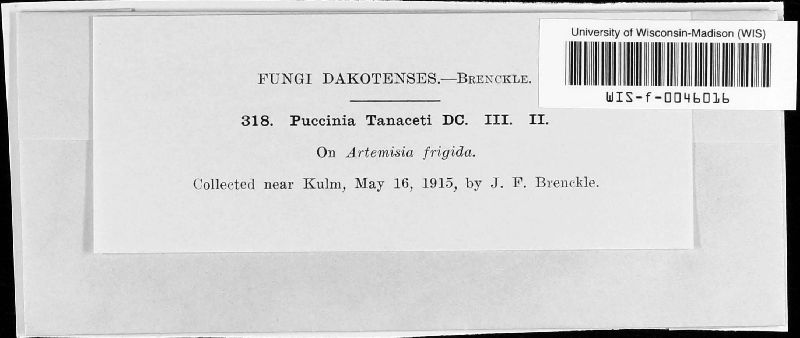 University of Wisconsin-Madison (WIS)
WIS-f-0046016
FUNGI DAKOTENSES.—BRENCKLE.
318. Puccinia Tanaceti DC. III. II.
On Artemisia frigida.
Collected near Kulm, May 16, 1915, by J. F. Brenckle.